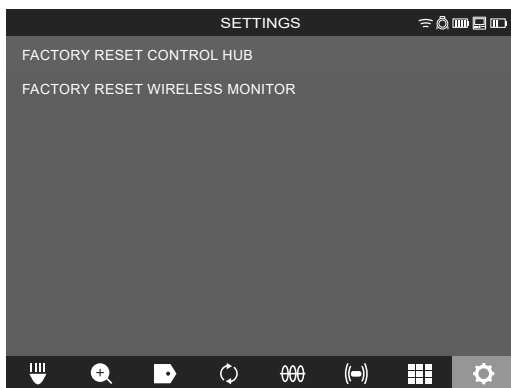 SETTINGS
FACTORY RESET CONTROL HUB
FACTORY RESET WIRELESS MONITOR